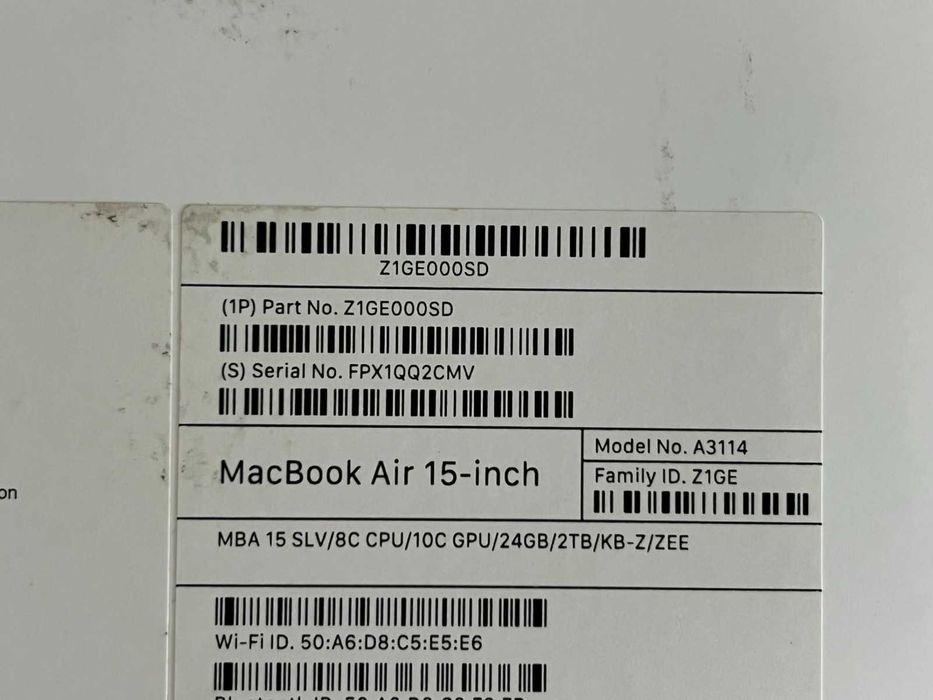 Z1GE000SD
(1P) Part No. Z1GE000SD
(S) Serial No. FPX1QQ2CMV
MacBook Air 15-inch
Model No. A3114
Family ID. Z1GE
on
MBA 15 SLV/8C CPU/10C GPU/24GB/2TB/KB-Z/ZEE
Wi-Fi ID. 50:A6:D8:C5:E5:E6